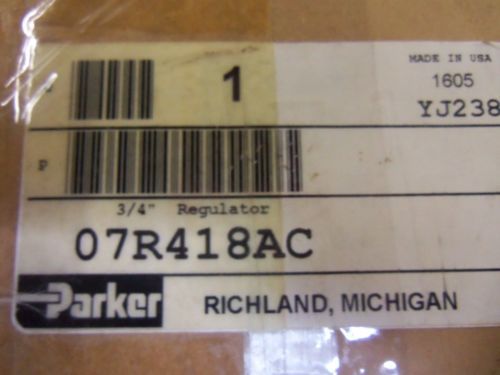 MADE IN USA
1
1605
YJ238
P
3/4" Regulator
07R418AC
Parker
RICHLAND, MICHIGAN